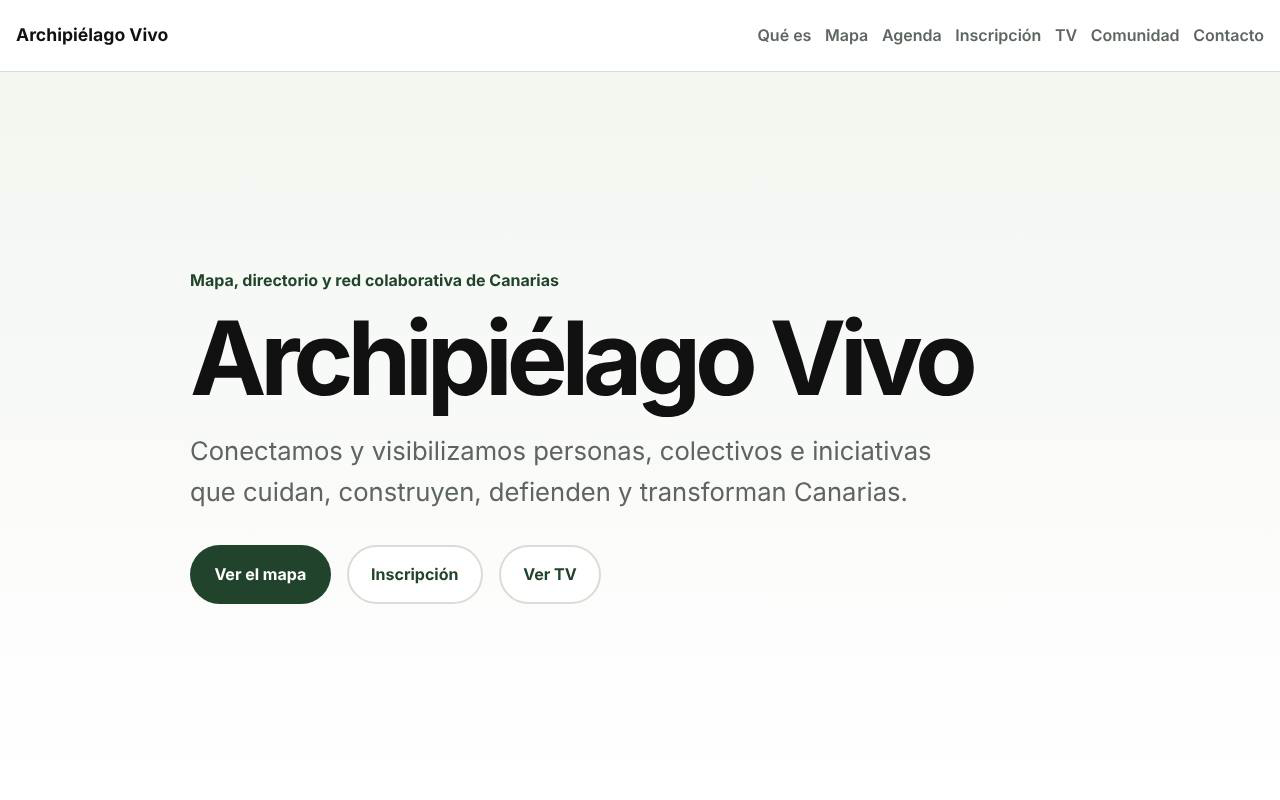 Archipiélago Vivo
Qué es Mapa Agenda Inscripción TV Comunidad Contacto
Mapa, directorio y red colaborativa de Canarias
Archipiélago Vivo
Conectamos y visibilizamos personas, colectivos e iniciativas
que cuidan, construyen, defienden y transforman Canarias.
Ver el mapa Inscripción Ver TV